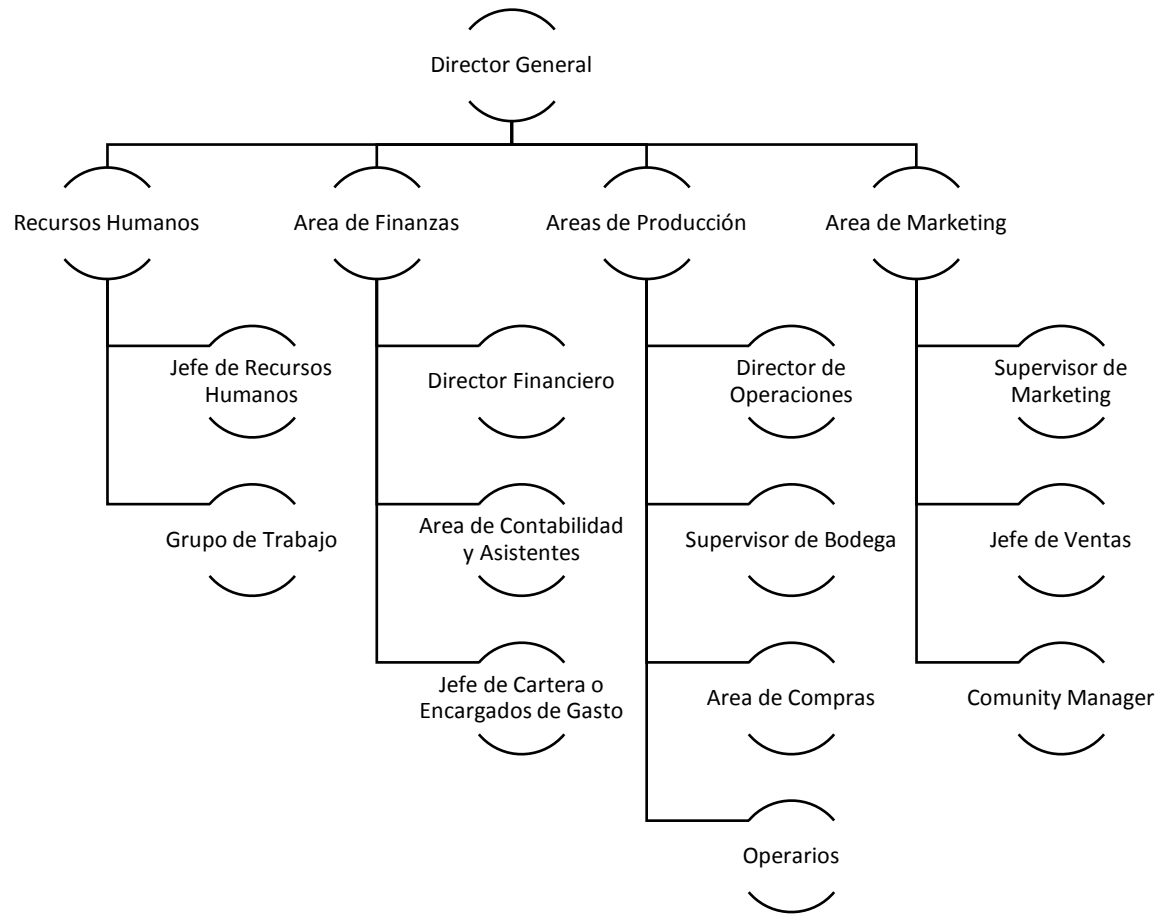 Director General
Recursos Humanos
Area de Finanzas
Areas de Producción
Area de Marketing
Jefe de Recursos
Humanos
Grupo de Trabajo
Director Financiero
Area de Contabilidad
y Asistentes
Jefe de Cartera o
Encargados de Gasto
Director de
Operaciones
Supervisor de Bodega
Area de Compras
Operarios
Supervisor de
Marketing
Jefe de Ventas
Comunity Manager